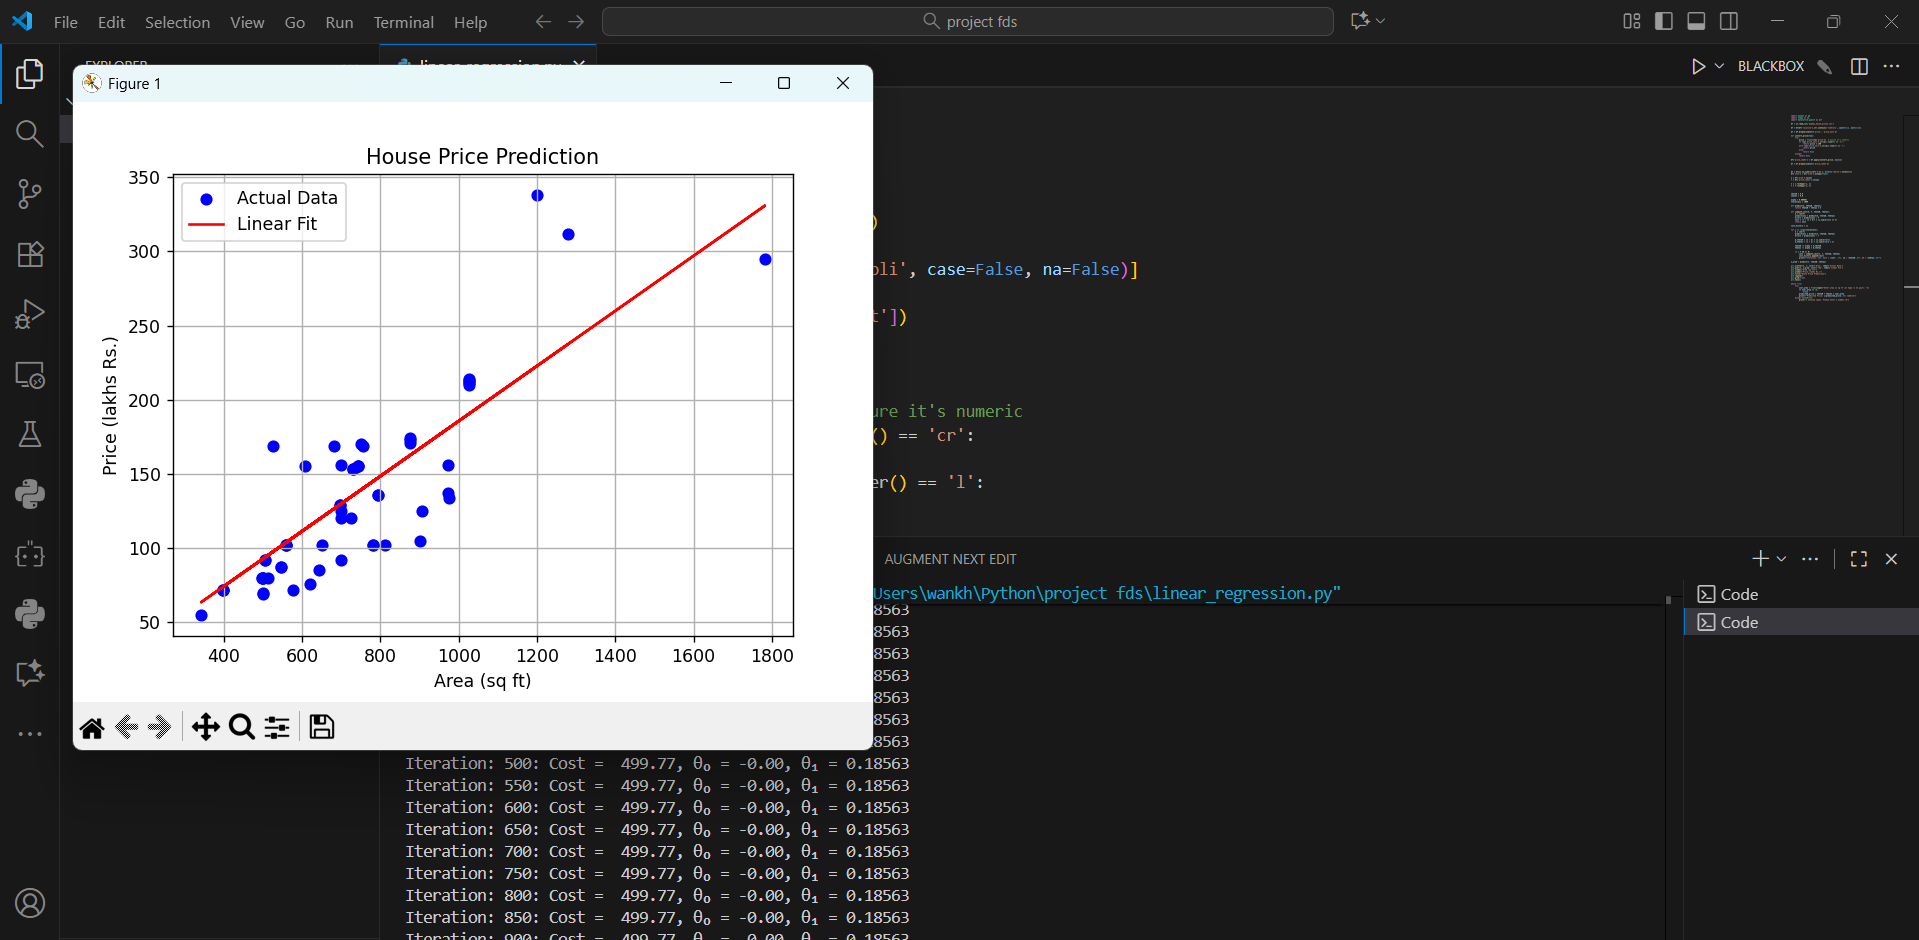 File Edit Selection View Go Run Terminal Help
project fds
BLACKBOX
Figure 1
House Price Prediction
Actual Data
Linear Fit
Price (lakhs Rs.)
350
300
250
200
150
100
50
400 600 800 1000 1200 1400 1600 1800
Area (sq ft)
)
oli', case=False, na=False)]
t'])
ure it's numeric
() == 'cr':
er() == 'l':
AUGMENT NEXT EDIT
Users\wankh\Python\project fds\linear_regression.py"
8563
8563
8563
8563
8563
8563
8563
Iteration: 500: Cost = 499.77, θ₀ = -0.00, θ₁ = 0.18563
Iteration: 550: Cost = 499.77, θ₀ = -0.00, θ₁ = 0.18563
Iteration: 600: Cost = 499.77, θ₀ = -0.00, θ₁ = 0.18563
Iteration: 650: Cost = 499.77, θ₀ = -0.00, θ₁ = 0.18563
Iteration: 700: Cost = 499.77, θ₀ = -0.00, θ₁ = 0.18563
Iteration: 750: Cost = 499.77, θ₀ = -0.00, θ₁ = 0.18563
Iteration: 800: Cost = 499.77, θ₀ = -0.00, θ₁ = 0.18563
Iteration: 850: Cost = 499.77, θ₀ = -0.00, θ₁ = 0.18563
Code
Code